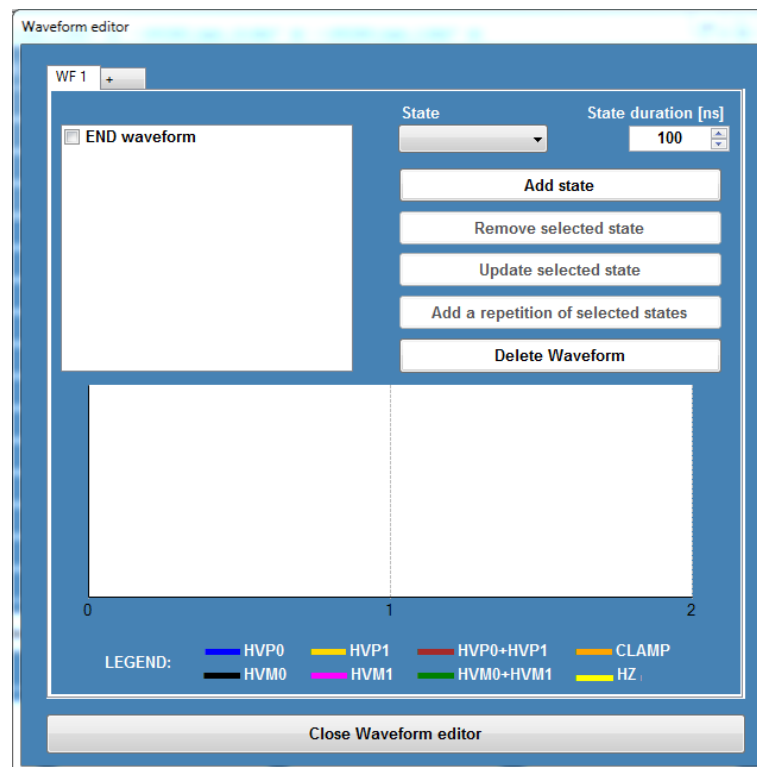 Waveform editor
WF 1 +
State State duration [ns]
END waveform
100
Add state
Remove selected state
Update selected state
Add a repetition of selected states
Delete Waveform
0 1 2
LEGEND: HVP0 HVP1 HVP0+HVP1 CLAMP
HVM0 HVM1 HVM0+HVM1 HZ
Close Waveform editor